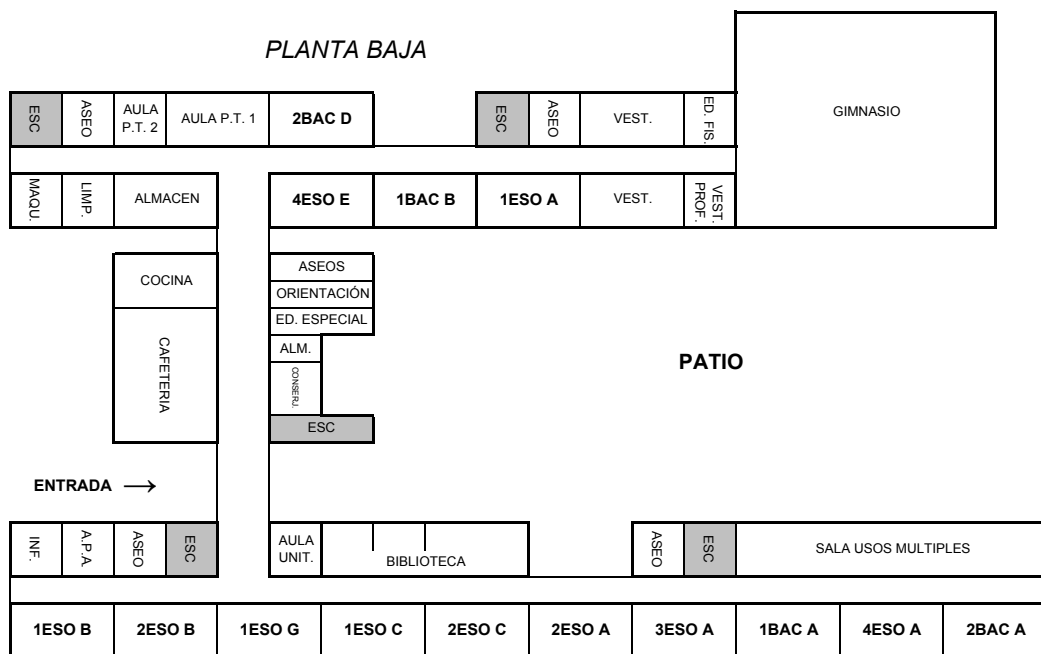 PLANTA BAJA
ESC
ASEO
AULA
P.T. 2
AULA P.T. 1
2BAC D
ESC
ASEO
VEST.
ED. FIS.
GIMNASIO
MAQU.
LIMP.
ALMACEN
4ESO E
1BAC B
1ESO A
VEST.
VEST.
PROF.
COCINA
CAFETERIA
ASEOS
ORIENTACIÓN
ED. ESPECIAL
ALM.
CONSERJ.
ESC
PATIO
ENTRADA →
INF.
A.P.A.
ASEO
ESC
AULA
UNIT.
BIBLIOTECA
ASEO
ESC
SALA USOS MULTIPLES
1ESO B
2ESO B
1ESO G
1ESO C
2ESO C
2ESO A
3ESO A
1BAC A
4ESO A
2BAC A